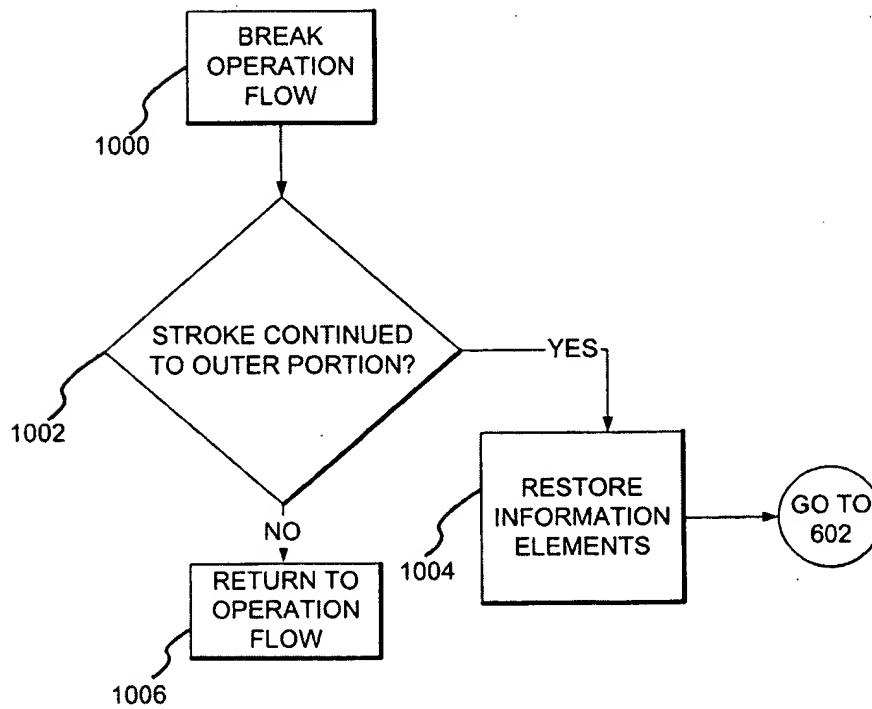 BREAK
OPERATION
FLOW
1000
STROKE CONTINUED
TO OUTER PORTION?
YES
1002
RESTORE
INFORMATION
ELEMENTS
GO TO
602
NO
1004
RETURN TO
OPERATION
FLOW
1006